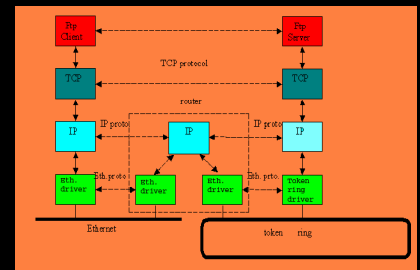 Ftp
Client
Ftp
Server
TCP
TCP protocol
TCP
router
IP
IP proto
IP
IP proto
IP
Eth.
driver
Eth.proto
Eth.
driver
Eth.
driver
Eth. prto.
Token
ring
driver
Ethernet
token ring